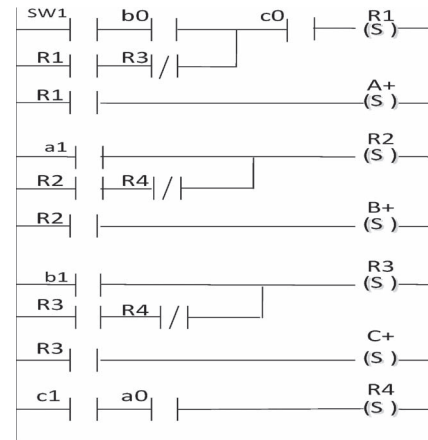 SW1 b0 c0 R1
(S)
R1 R3
A+
R1 (S)
a1 R2
(S)
R2 R4
B+
R2 (S)
b1 R3
(S)
R3 R4
C+
R3 (S)
c1 a0 R4
(S)